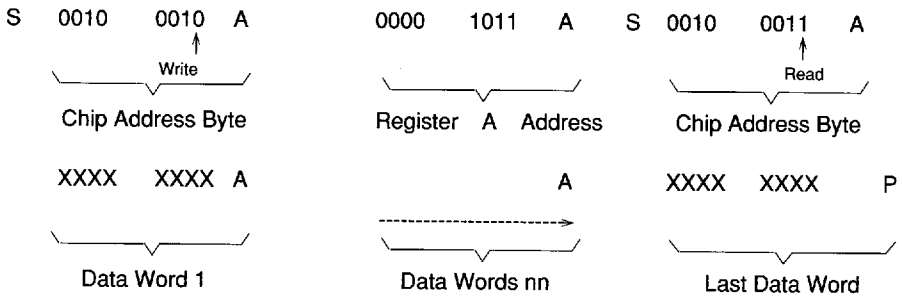 S 0010 0010 A 0000 1011 A S 0010 0011 A
Write Read
Chip Address Byte Register A Address Chip Address Byte
XXXX XXXX A A XXXX XXXX P
Data Word 1 Data Words nn Last Data Word